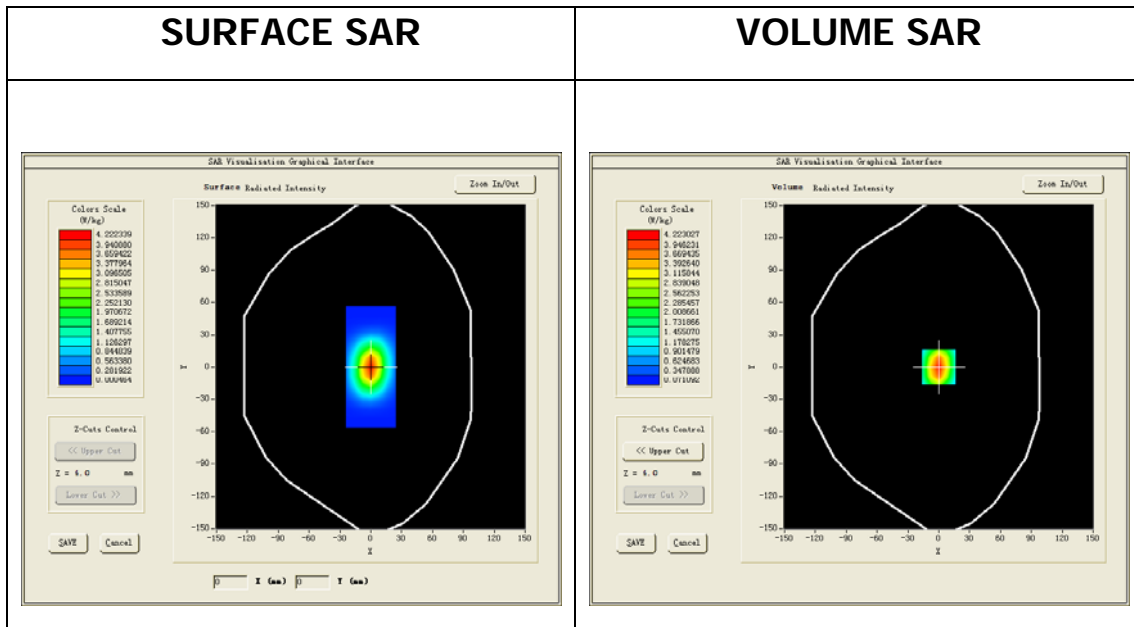 SURFACE SAR
VOLUME SAR
SAR Visualisation Graphical Interface
Surface Radiated Intensity
Zoom In/Out
Colors Scale
(W/kg)
4.222339
3.940880
3.659422
3.377964
3.096505
2.815047
2.533589
2.252130
1.970672
1.689214
1.407755
1.126297
0.844839
0.563380
0.281922
0.000464
150
120
90
60
30
0
-30
-60
-90
-120
-150
Y
-150 -120 -90 -60 -30 0 30 60 90 120 150
X
Z-Cuts Control
<< Upper Cut
Z = 4.0 mm
Lower Cut >>
SAVE Cancel
0 X (mm) 0 Y (mm)
SAR Visualisation Graphical Interface
Volume Radiated Intensity
Zoom In/Out
Colors Scale
(W/kg)
4.223027
3.946231
3.669435
3.392640
3.115844
2.839048
2.562253
2.285457
2.008661
1.731866
1.455070
1.178275
0.901479
0.624683
0.347888
0.071092
150
120
90
60
30
0
-30
-60
-90
-120
-150
Y
-150 -120 -90 -60 -30 0 30 60 90 120 150
X
Z-Cuts Control
<< Upper Cut
Z = 4.0 mm
Lower Cut >>
SAVE Cancel